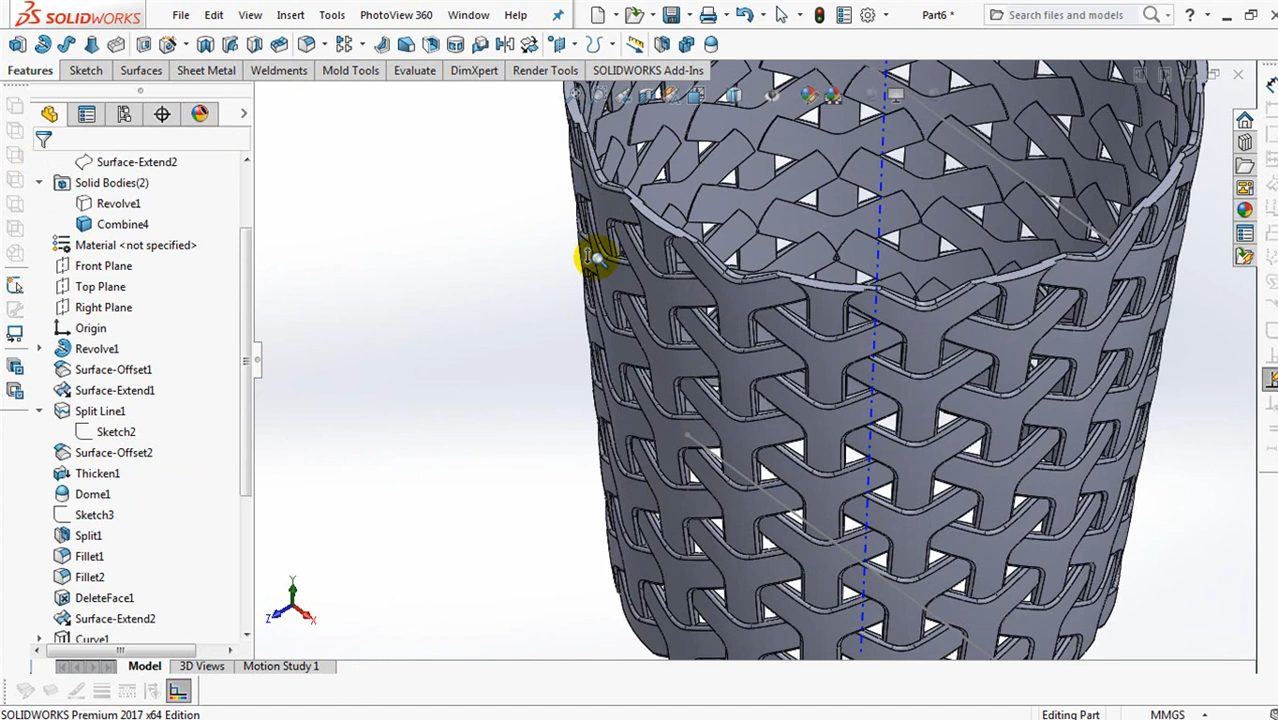 SOLIDWORKS File Edit View Insert Tools PhotoView 360 Window Help Part6 * Search files and models ?
Features Sketch Surfaces Sheet Metal Weldments Mold Tools Evaluate DimXpert Render Tools SOLIDWORKS Add-Ins
Surface-Extend2
Solid Bodies(2)
Revolve1
Combine4
Material <not specified>
Front Plane
Top Plane
Right Plane
Origin
Revolve1
Surface-Offset1
Surface-Extend1
Split Line1
Sketch2
Surface-Offset2
Thicken1
Dome1
Sketch3
Split1
Fillet1
Fillet2
DeleteFace1
Surface-Extend2
Curve1
Y
Z
X
Model 3D Views Motion Study 1
SOLIDWORKS Premium 2017 x64 Edition Editing Part MMGS